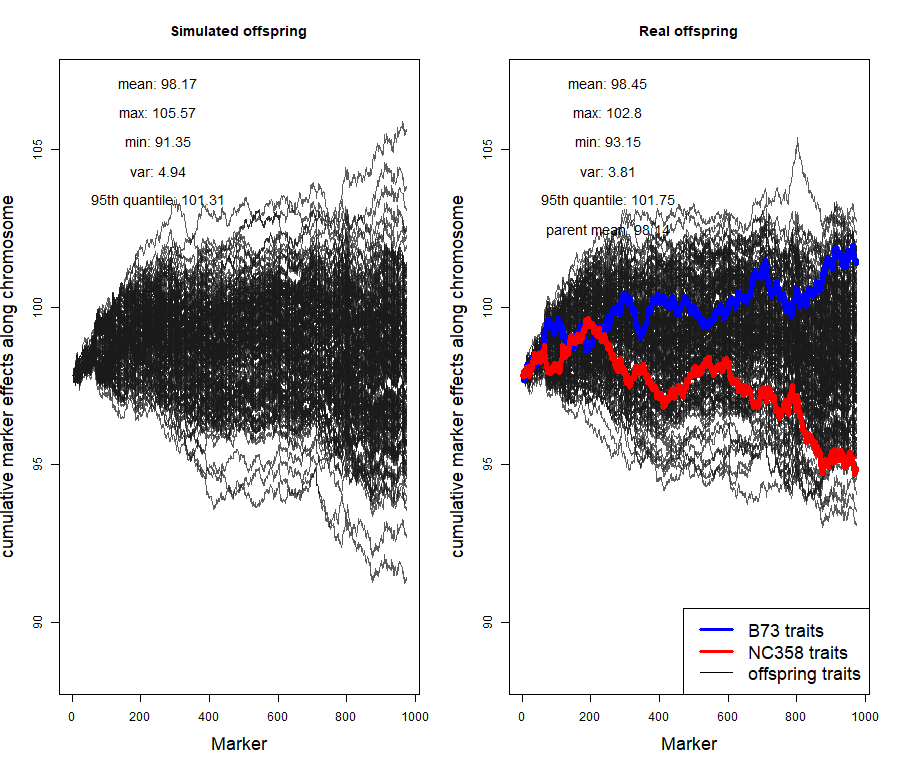 Simulated offspring
mean: 98.17
max: 105.57
min: 91.35
var: 4.94
95th quantile: 101.31
cumulative marker effects along chromosome
105
100
95
90
0 200 400 600 800 1000
Marker
Real offspring
mean: 98.45
max: 102.8
min: 93.15
var: 3.81
95th quantile: 101.75
parent mean: 98.14
cumulative marker effects along chromosome
105
100
95
90
B73 traits
NC358 traits
offspring traits
0 200 400 600 800 1000
Marker